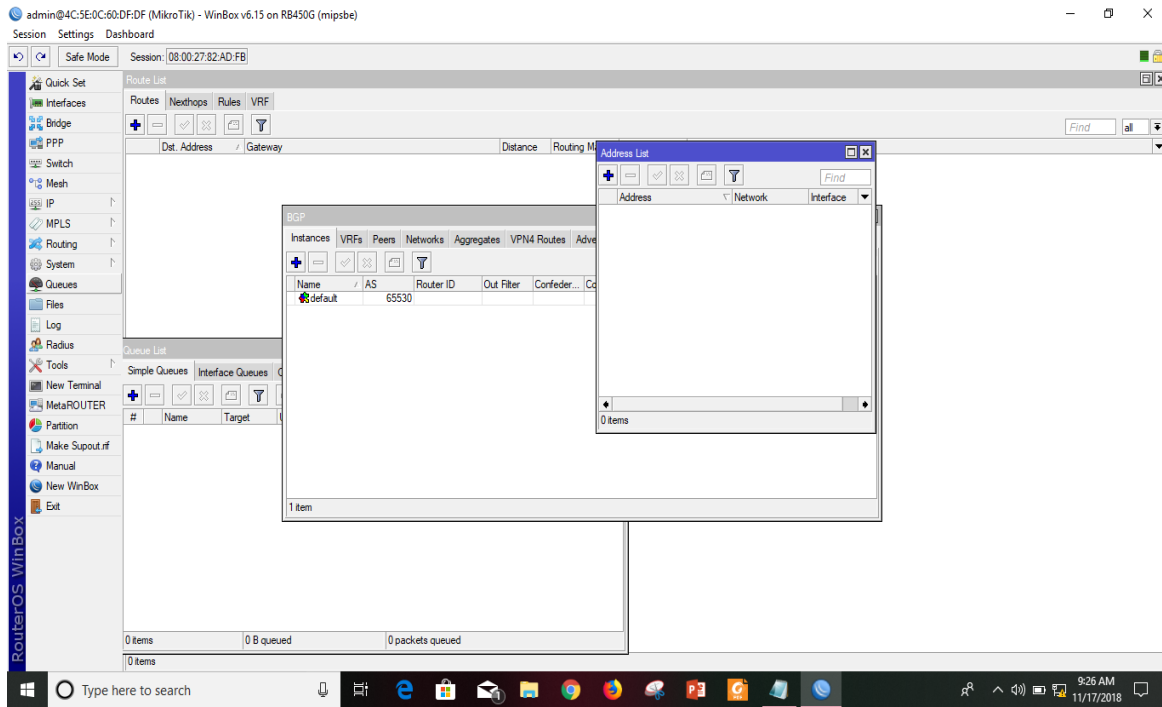 admin@4C:5E:0C:60:DF:DF (MikroTik) - WinBox v6.15 on RB450G (mipsbe)
Session Settings Dashboard
Safe Mode Session: 08:00:27:82:AD:FB
Quick Set
Interfaces
Bridge
PPP
Switch
Mesh
IP
MPLS
Routing
System
Queues
Files
Log
Radius
Tools
New Terminal
MetaROUTER
Partition
Make Supout.rif
Manual
New WinBox
Exit
RouterOS WinBox
Route List
Routes Nexthops Rules VRF
Find all
Dst. Address / Gateway Distance Routing M
Address List
Find
Address Network Interface
0 items
BGP
Instances VRFs Peers Networks Aggregates VPN4 Routes Adve
Name / AS Router ID Out Filter Confeder... Co
default 65530
1 item
Queue List
Simple Queues Interface Queues
# Name Target
0 items 0 B queued 0 packets queued
0 items
Type here to search
9:26 AM
11/17/2018